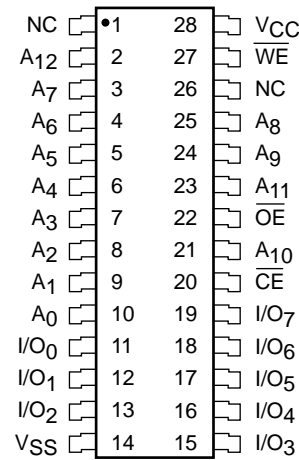 NC 1 28 VCC
A12 2 27 WE
A7 3 26 NC
A6 4 25 A8
A5 5 24 A9
A4 6 23 A11
A3 7 22 OE
A2 8 21 A10
A1 9 20 CE
A0 10 19 I/O7
I/O0 11 18 I/O6
I/O1 12 17 I/O5
I/O2 13 16 I/O4
VSS 14 15 I/O3